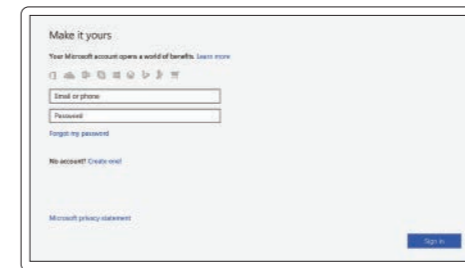 Make it yours
Your Microsoft account opens a world of benefits. Learn more
Email or phone
Password
Forgot my password
No account? Create one!
Microsoft privacy statement
Sign in